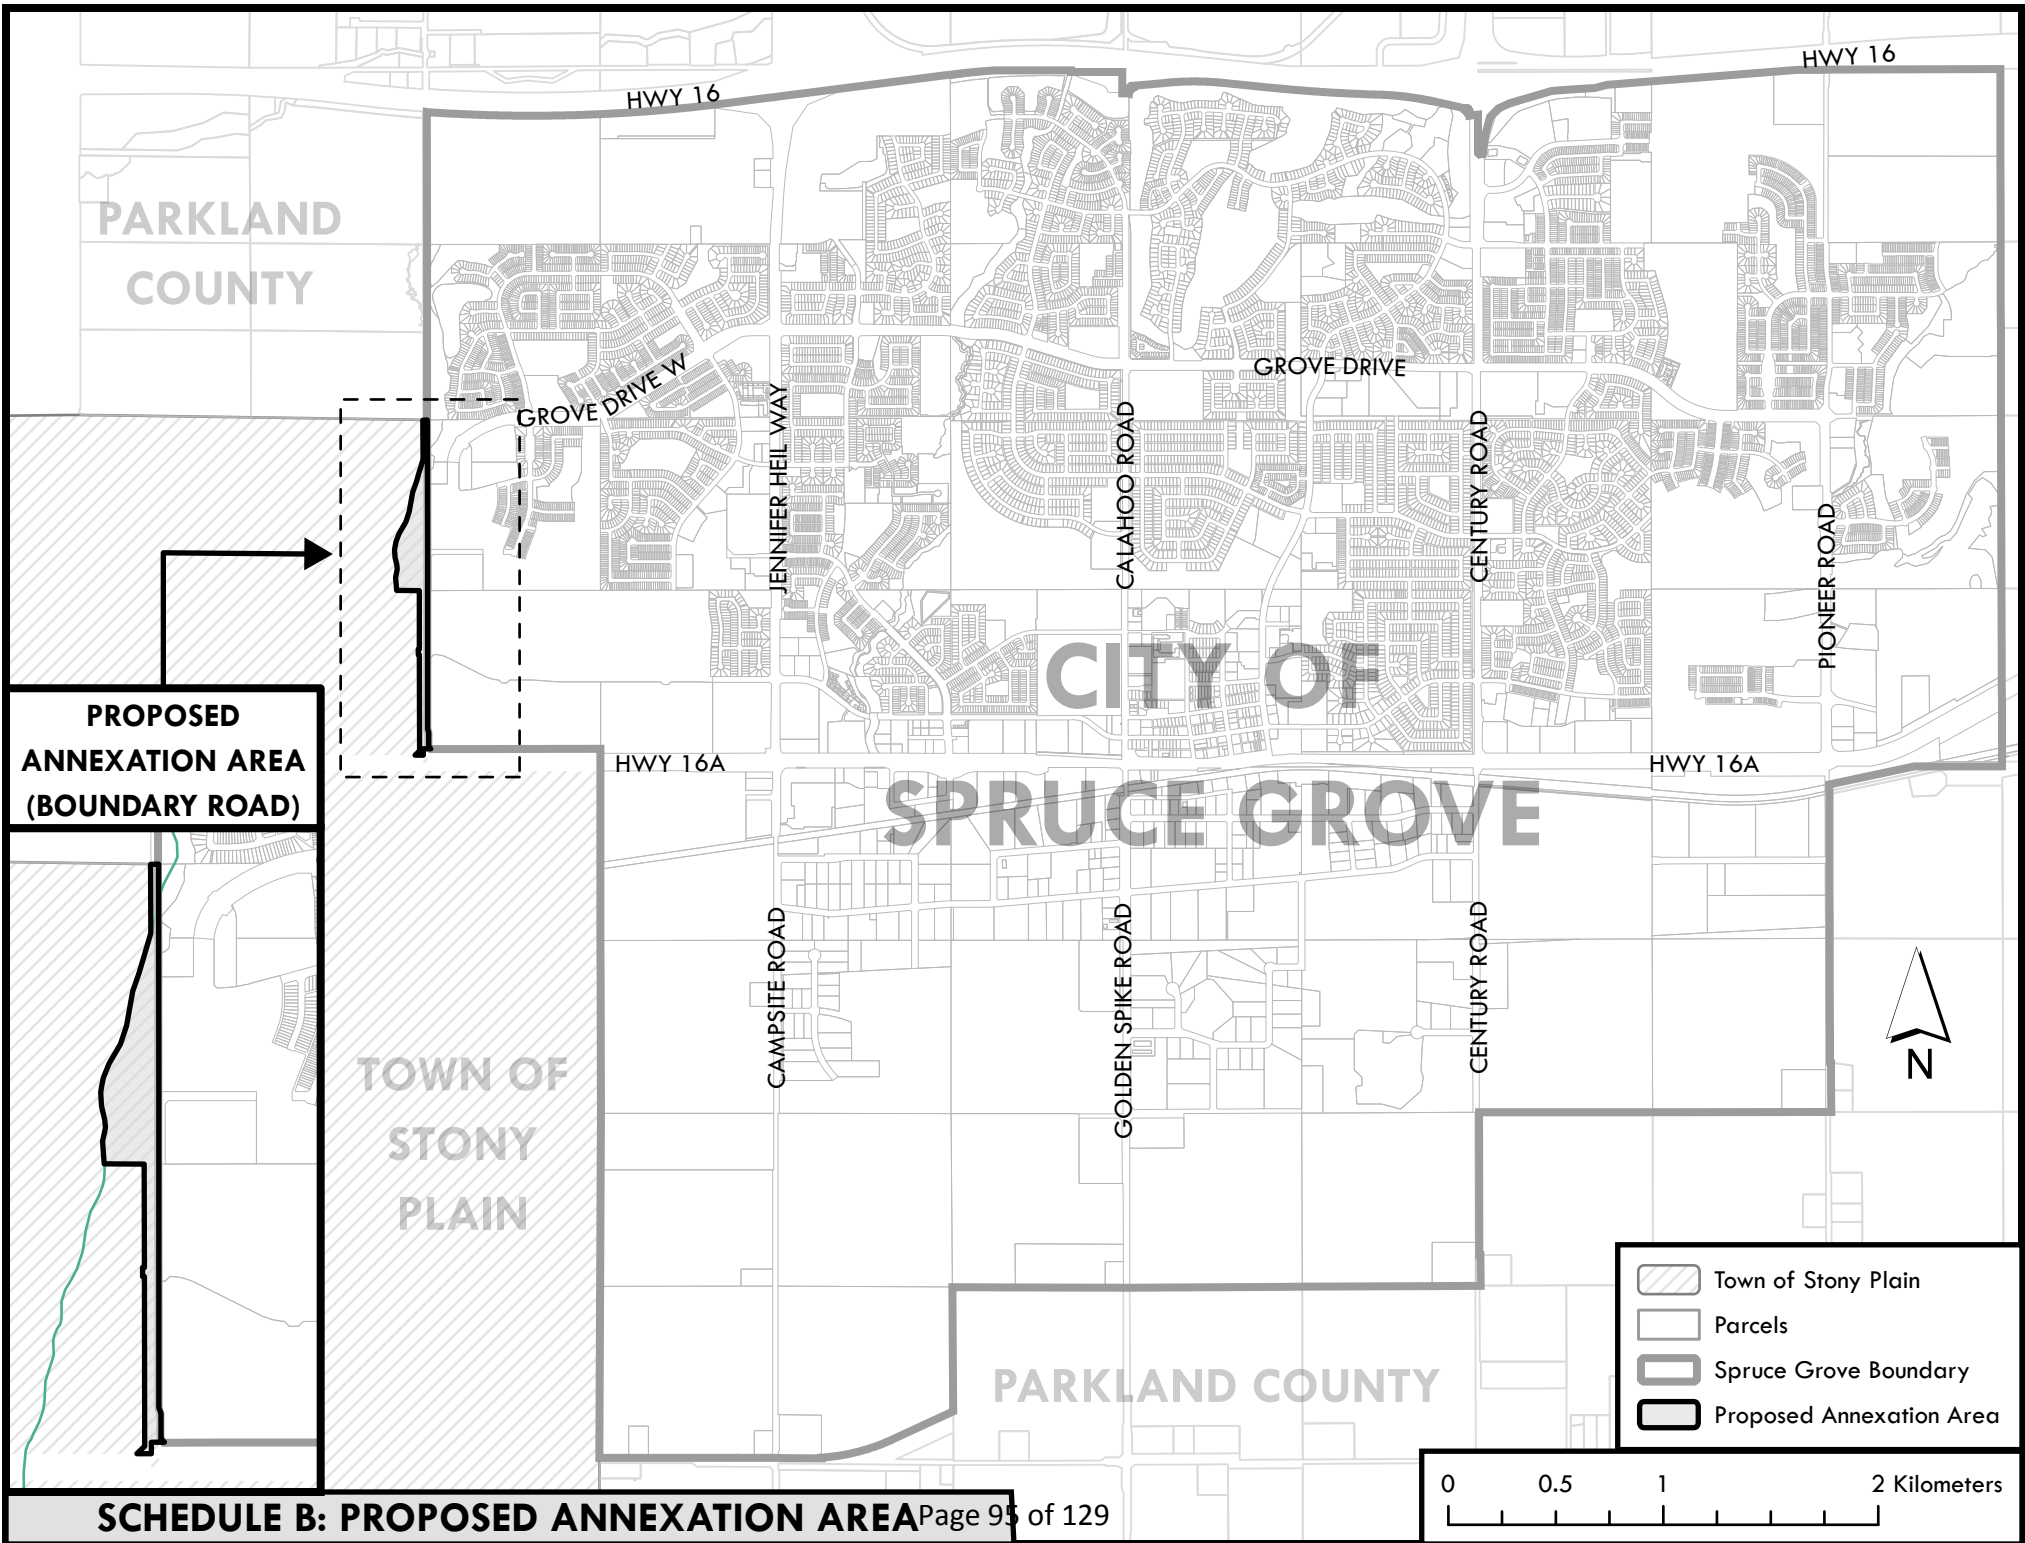 HWY 16
HWY 16
PARKLAND
COUNTY
GROVE DRIVE W
GROVE DRIVE
JENNIFER HEIL WAY
CALAHOO ROAD
CENTURY ROAD
PIONEER ROAD
CITY OF
SPRUCE GROVE
PROPOSED
ANNEXATION AREA
(BOUNDARY ROAD)
HWY 16A
HWY 16A
CAMPSITE ROAD
GOLDEN SPIKE ROAD
CENTURY ROAD
TOWN OF
STONY
PLAIN
N
PARKLAND COUNTY
Town of Stony Plain
Parcels
Spruce Grove Boundary
Proposed Annexation Area
0 0.5 1 2 Kilometers
SCHEDULE B: PROPOSED ANNEXATION AREA
Page 95 of 129